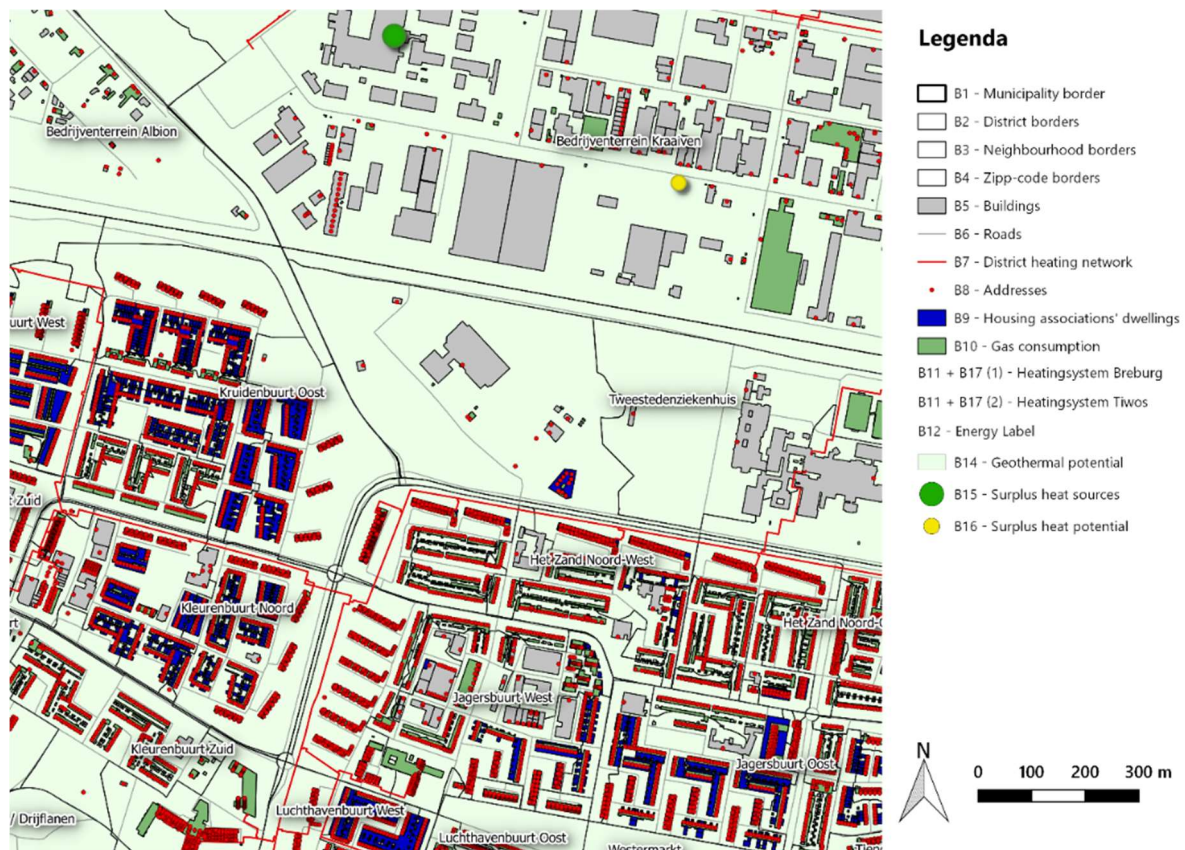 Legenda
B1 - Municipality border
B2 - District borders
B3 - Neighbourhood borders
B4 - Zipp-code borders
B5 - Buildings
B6 - Roads
B7 - District heating network
B8 - Addresses
B9 - Housing associations' dwellings
B10 - Gas consumption
B11 + B17 (1) - Heatingsystem Breburg
B11 + B17 (2) - Heatingsystem Tiwos
B12 - Energy Label
B14 - Geothermal potential
B15 - Surplus heat sources
B16 - Surplus heat potential
N
0 100 200 300 m
Bedrijventerrein Albion
Bedrijventerrein Kraaiven
uurt West
Kruidenbuurt Oost
Tweestedenziekenhuis
t Zuid
Het Zand Noord-West
Kleurenbuurt Noord
Het Zand Noord-
rt
Jagersbuurt West
Kleurenbuurt Zuid
Jagersbuurt Oost
/ Drijflanen
Luchthavenbuurt West
Luchthavenbuurt Oost
Westermarkt